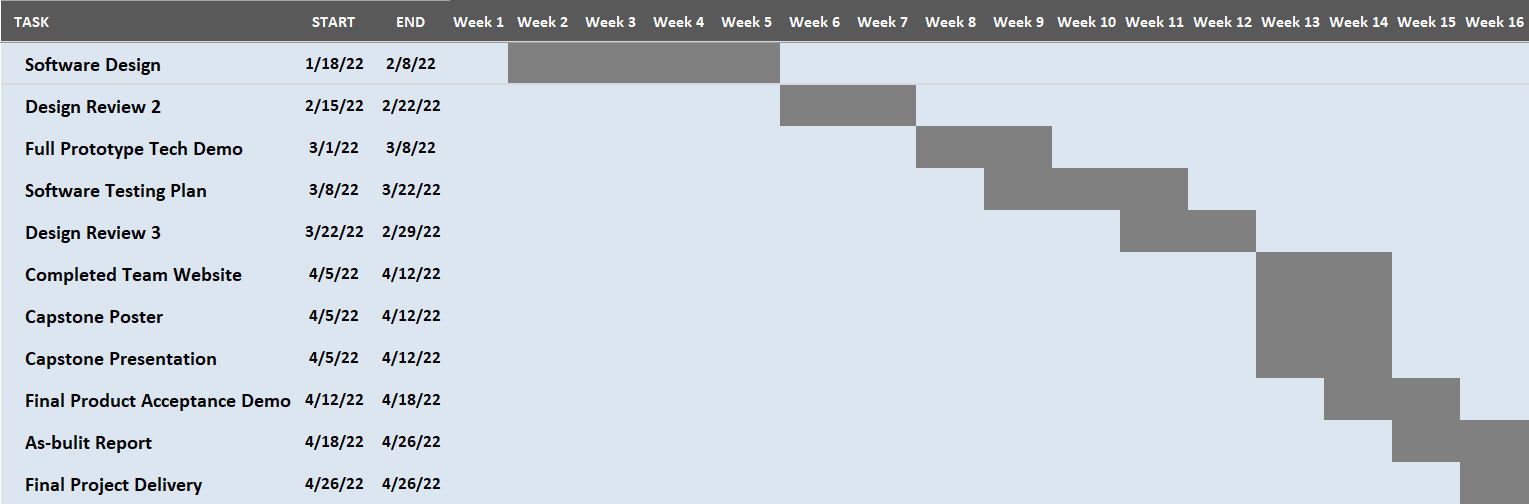 TASK START END Week 1 Week 2 Week 3 Week 4 Week 5 Week 6 Week 7 Week 8 Week 9 Week 10 Week 11 Week 12 Week 13 Week 14 Week 15 Week 16
Software Design 1/18/22 2/8/22
Design Review 2 2/15/22 2/22/22
Full Prototype Tech Demo 3/1/22 3/8/22
Software Testing Plan 3/8/22 3/22/22
Design Review 3 3/22/22 2/29/22
Completed Team Website 4/5/22 4/12/22
Capstone Poster 4/5/22 4/12/22
Capstone Presentation 4/5/22 4/12/22
Final Product Acceptance Demo 4/12/22 4/18/22
As-bulit Report 4/18/22 4/26/22
Final Project Delivery 4/26/22 4/26/22